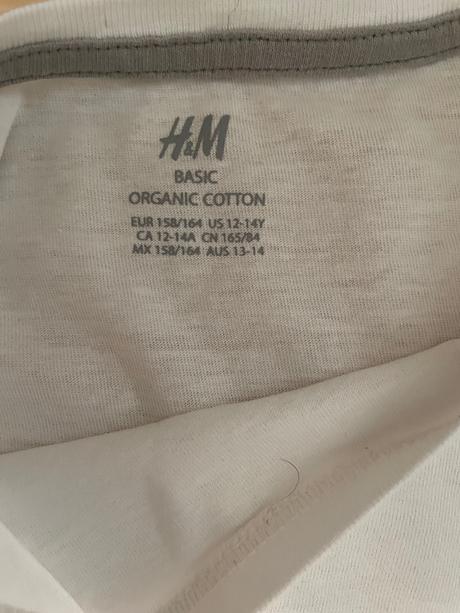 H&M
BASIC
ORGANIC COTTON
EUR 158/164 US 12-14Y
CA 12-14A CN 165/84
MX 158/164 AUS 13-14